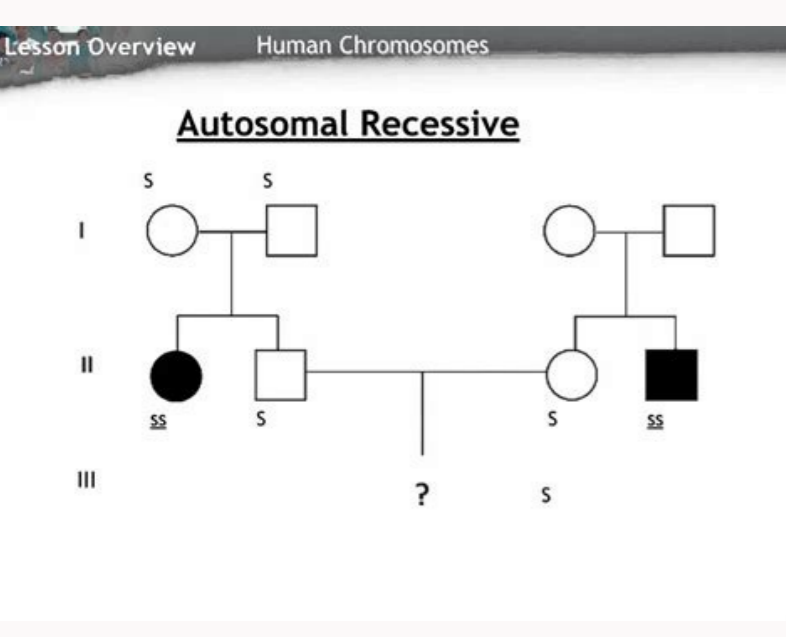 Lesson Overview Human Chromosomes
Autosomal Recessive
S S
I
II
ss S S ss
III
? S